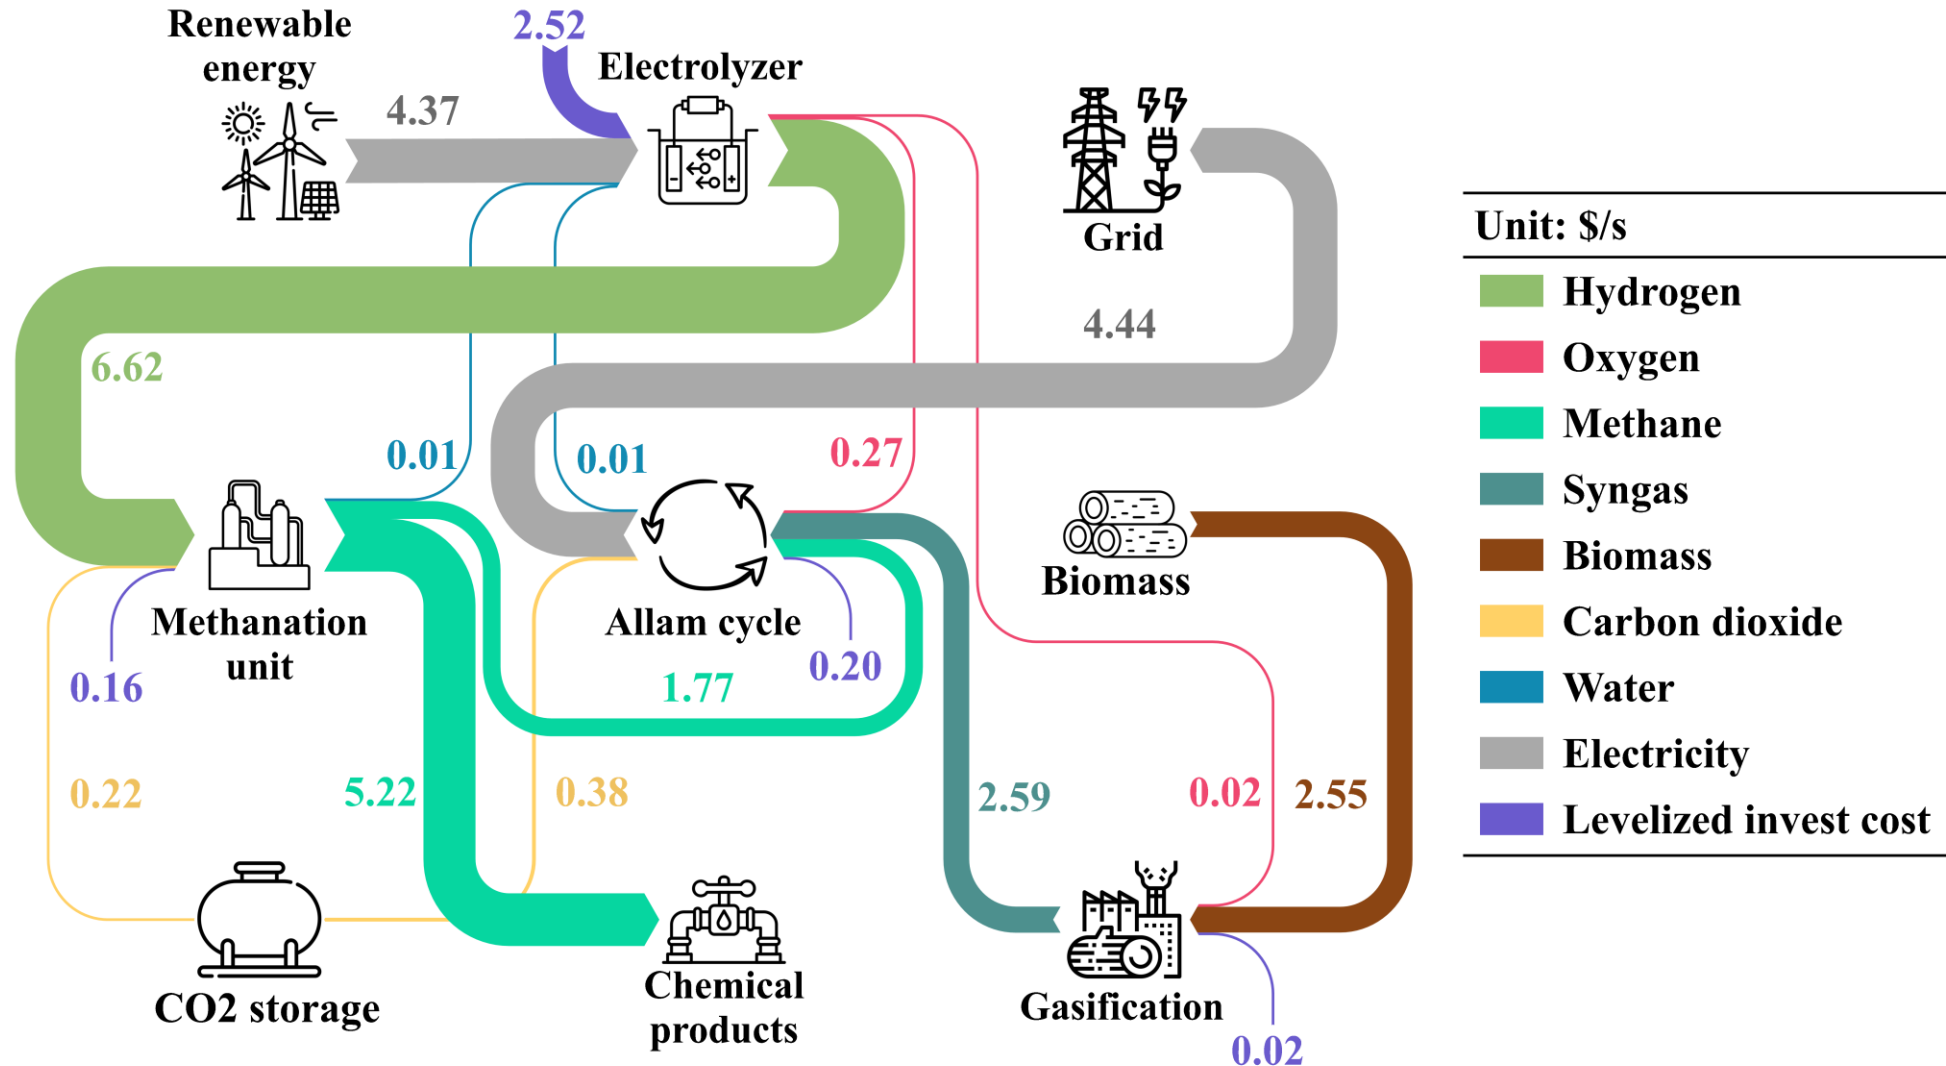 Renewable
energy
2.52
Electrolyzer
4.37
Grid
4.44
6.62
0.01
0.01
0.27
Methanation
unit
Allam cycle
Biomass
0.16
0.20
1.77
0.22
5.22
0.38
2.59
0.02
2.55
CO2 storage
Chemical
products
Gasification
0.02
Unit: $/s
Hydrogen
Oxygen
Methane
Syngas
Biomass
Carbon dioxide
Water
Electricity
Levelized invest cost